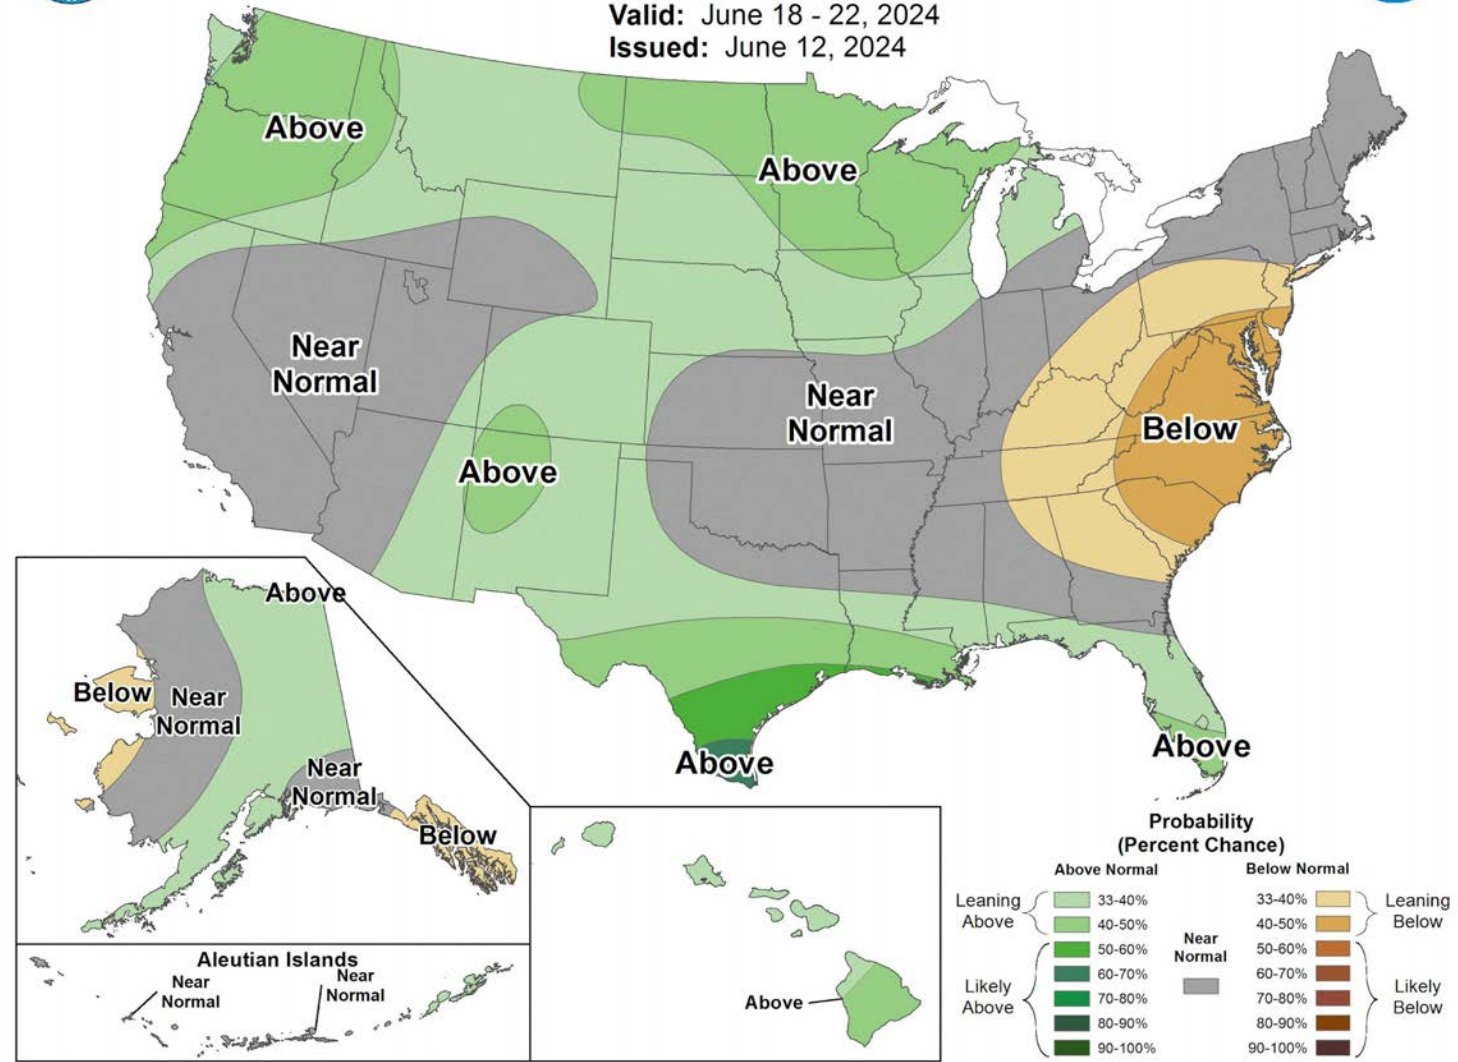 Valid: June 18 - 22, 2024
Issued: June 12, 2024
Above
Above
Near
Normal
Near
Normal
Below
Above
Above
Above
Above
Below
Near
Normal
Near
Normal
Below
Aleutian Islands
Near
Normal
Near
Normal
Above
Probability
(Percent Chance)
Above Normal
Below Normal
Leaning
Above
33-40%
40-50%
Likely
Above
50-60%
60-70%
70-80%
80-90%
90-100%
Near
Normal
33-40%
40-50%
Leaning
Below
50-60%
60-70%
70-80%
80-90%
90-100%
Likely
Below